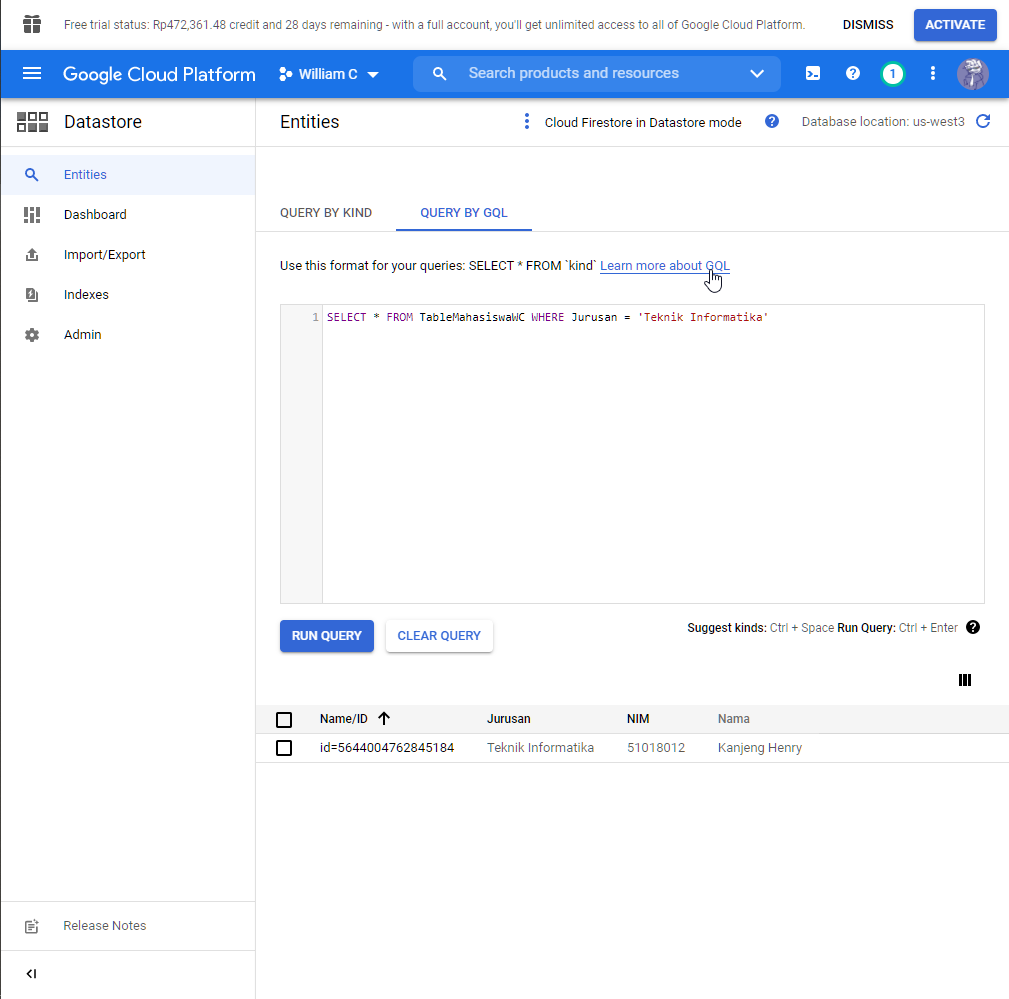 Free trial status: Rp472,361.48 credit and 28 days remaining - with a full account, you'll get unlimited access to all of Google Cloud Platform. DISMISS ACTIVATE
Google Cloud Platform William C Search products and resources 1
Datastore
Entities
Dashboard
Import/Export
Indexes
Admin
Release Notes
Entities Cloud Firestore in Datastore mode Database location: us-west3
QUERY BY KIND QUERY BY GQL
Use this format for your queries: SELECT * FROM `kind` Learn more about GQL
1 SELECT * FROM TableMahasiswaWC WHERE Jurusan = 'Teknik Informatika'
RUN QUERY CLEAR QUERY Suggest kinds: Ctrl + Space Run Query: Ctrl + Enter
Name/ID Jurusan NIM Nama
id=5644004762845184 Teknik Informatika 51018012 Kanjeng Henry